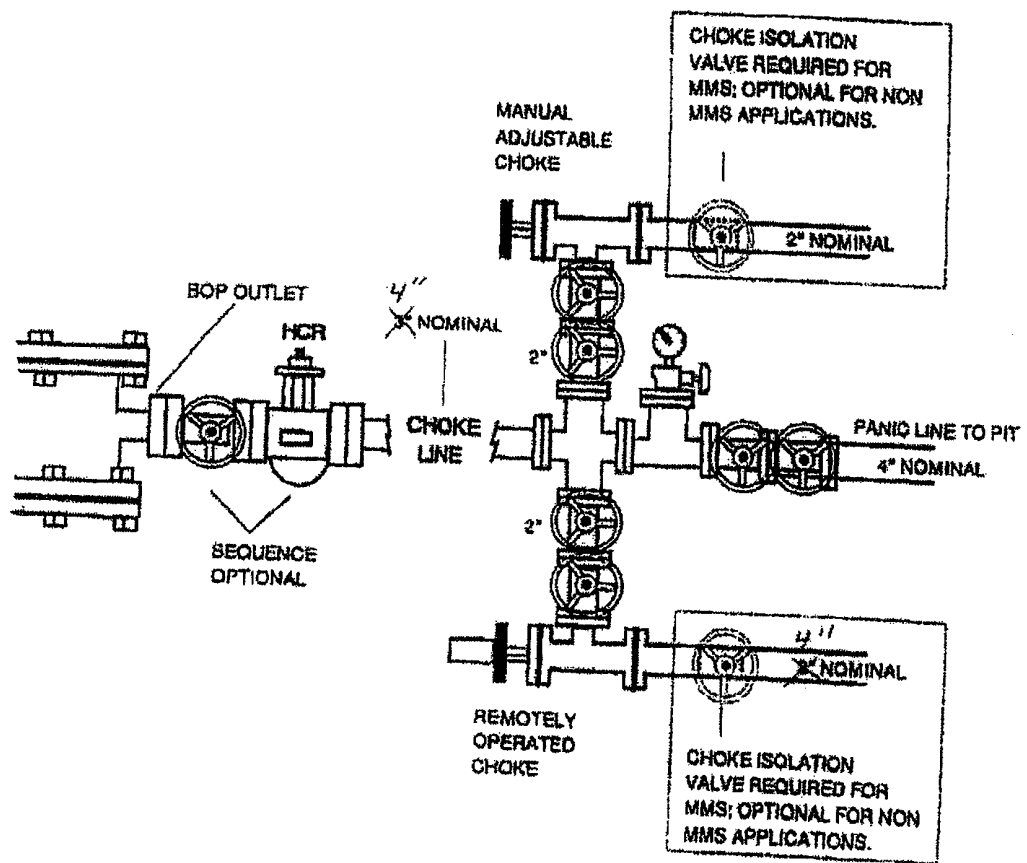 CHOKE ISOLATION
VALVE REQUIRED FOR
MMS; OPTIONAL FOR NON
MMS APPLICATIONS.
MANUAL
ADJUSTABLE
CHOKE
2" NOMINAL
BOP OUTLET
4"
3" NOMINAL
HCR
2"
CHOKE
LINE
PANIC LINE TO PIT
4" NOMINAL
2"
SEQUENCE
OPTIONAL
4"
NOMINAL
REMOTELY
OPERATED
CHOKE
CHOKE ISOLATION
VALVE REQUIRED FOR
MMS; OPTIONAL FOR NON
MMS APPLICATIONS.